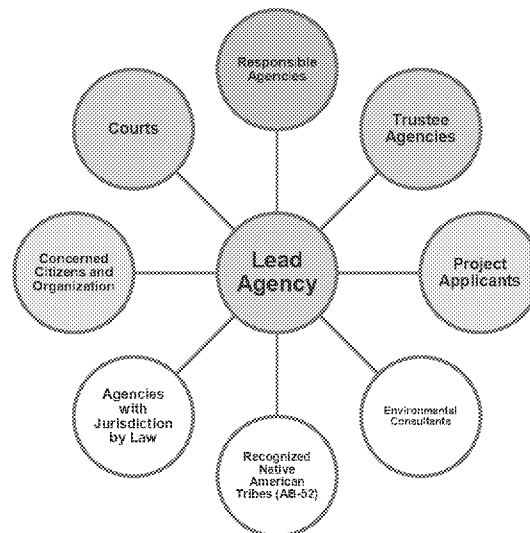 Responsible
Agencies
Courts
Trustee
Agencies
Concerned
Citizens and
Organization
Lead
Agency
Project
Applicants
Agencies
with
Jurisdiction
by Law
Environmental
Consultants
Recognized
Native
American
Tribes (AB-52)